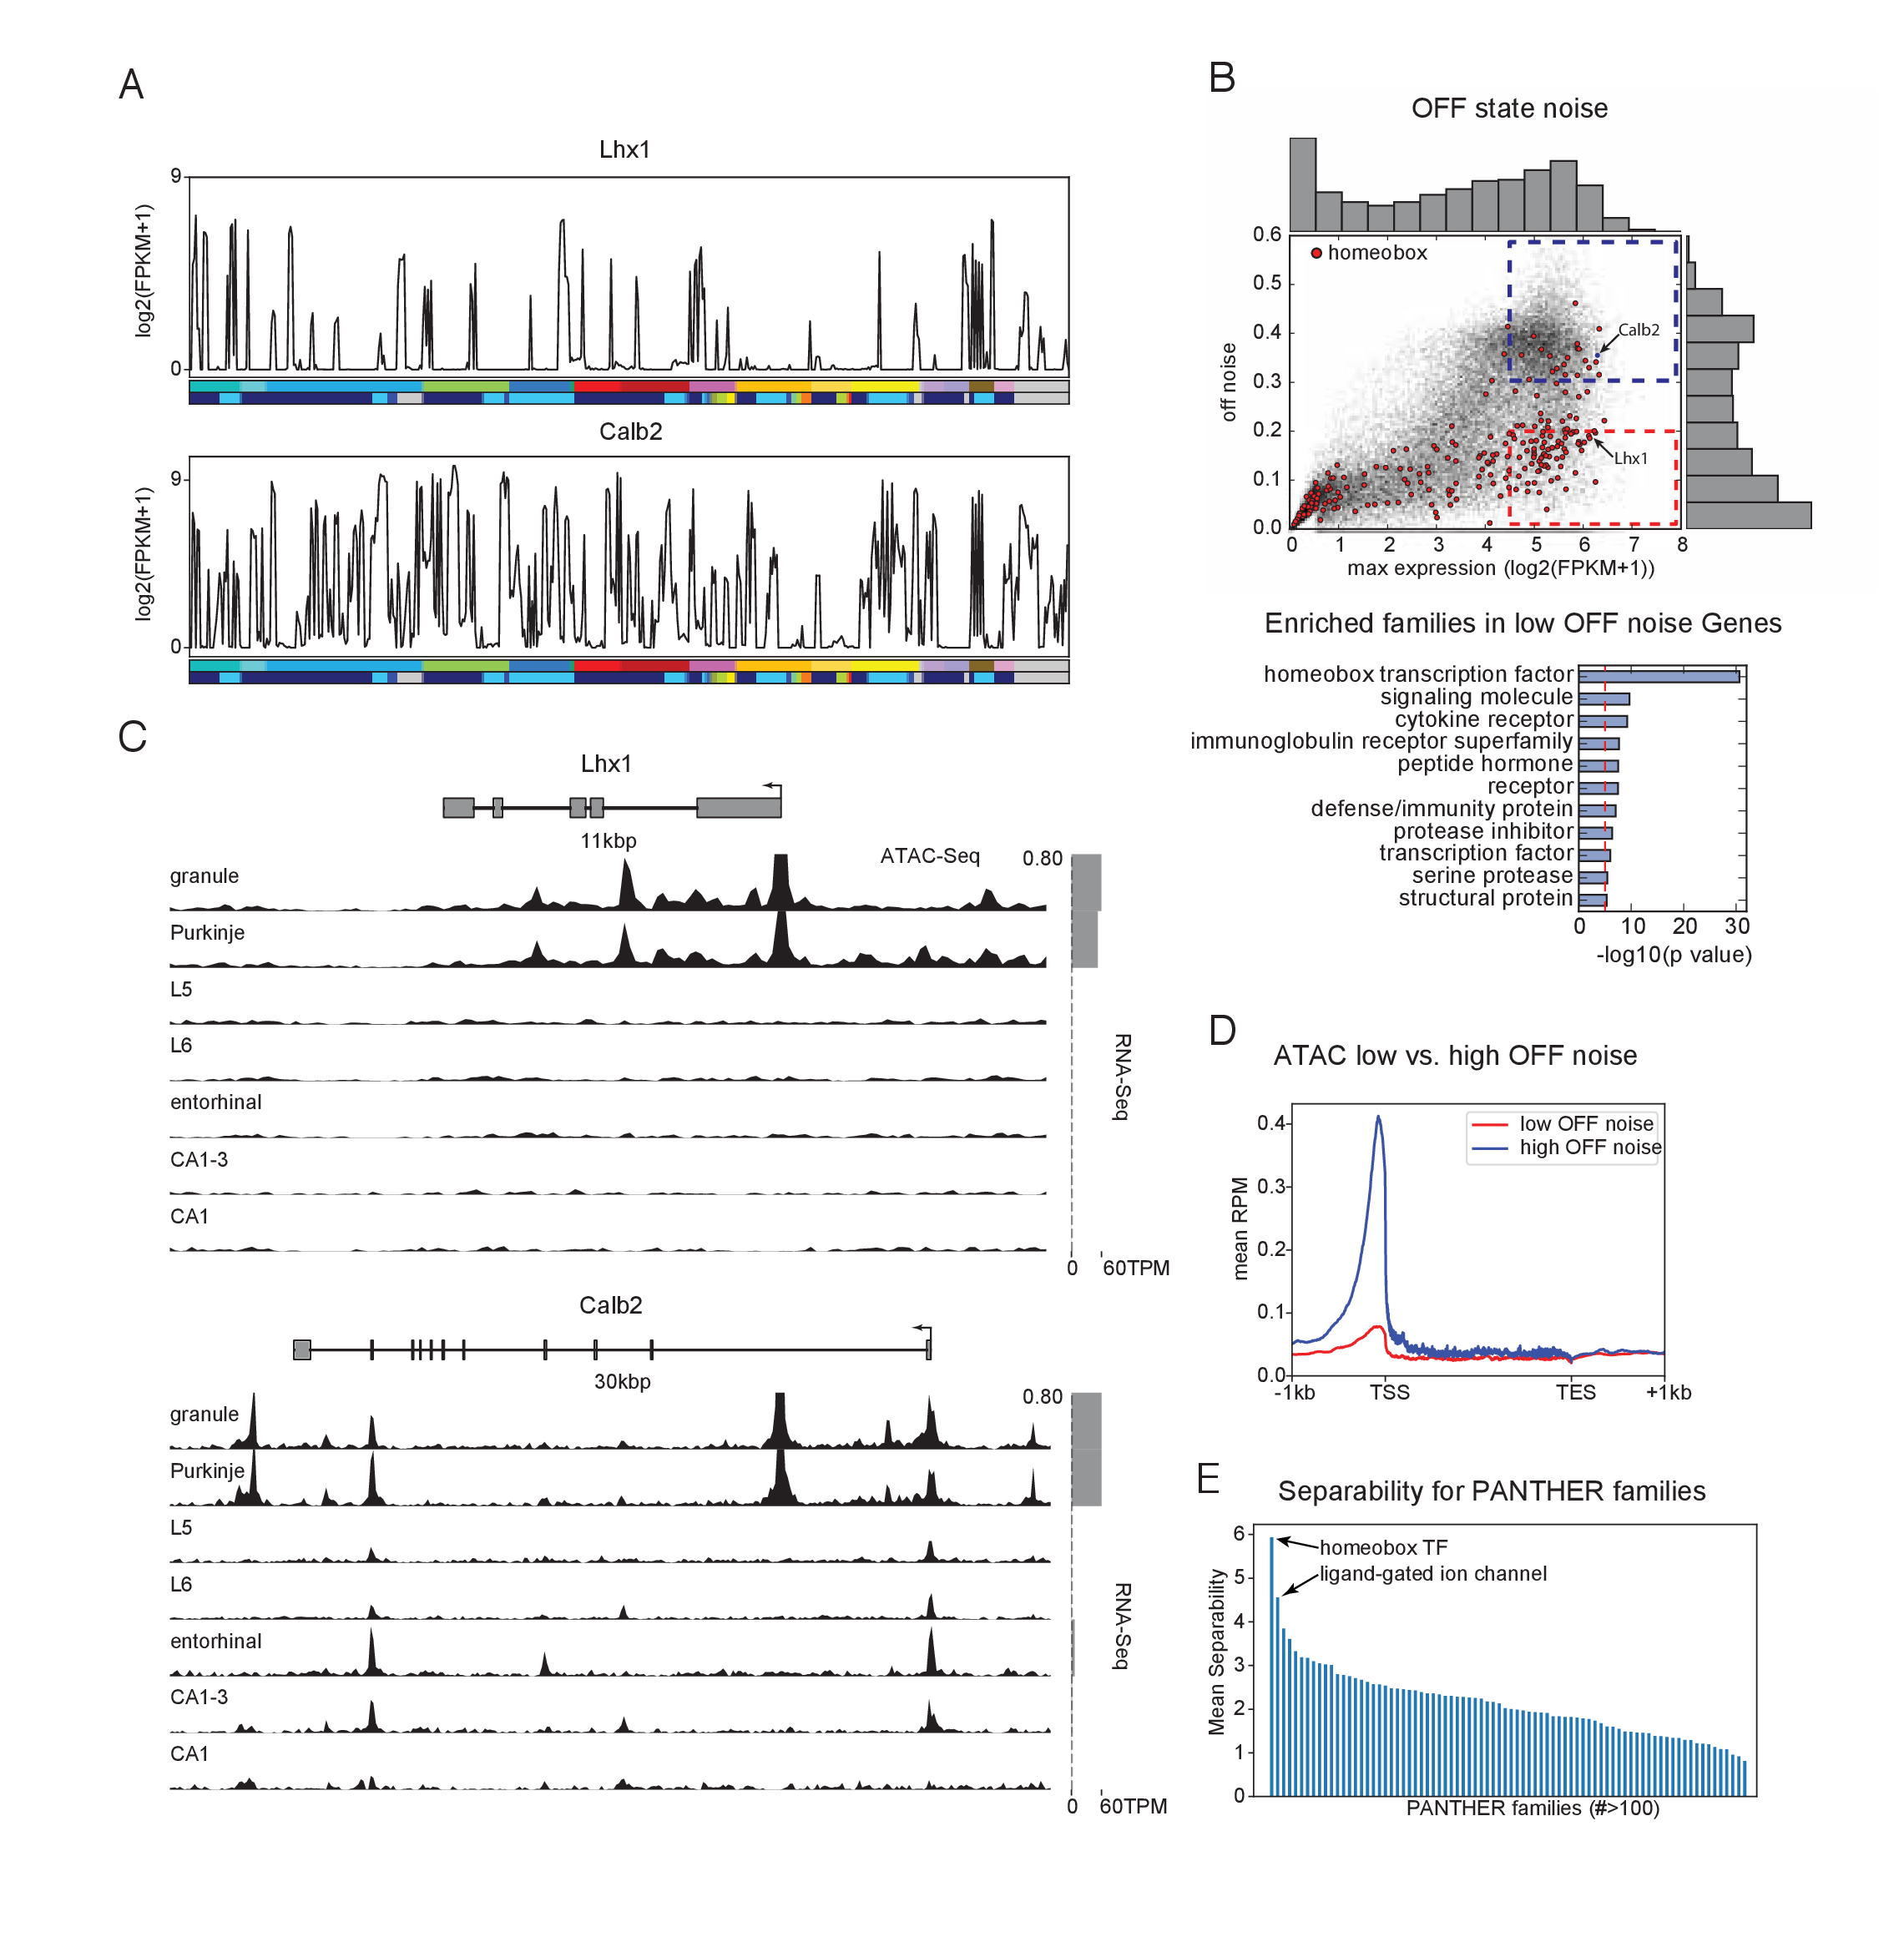 A
Lhx1
9
log2(FPKM+1)
0
Calb2
9
log2(FPKM+1)
0
B
OFF state noise
homeobox
0.6
0.5
0.4
0.3
0.2
0.1
0.0
off noise
Calb2
Lhx1
0 1 2 3 4 5 6 7 8
max expression (log2(FPKM+1))
Enriched families in low OFF noise Genes
homeobox transcription factor
signaling molecule
cytokine receptor
immunoglobulin receptor superfamily
peptide hormone
receptor
defense/immunity protein
protease inhibitor
transcription factor
serine protease
structural protein
0 10 20 30
-log10(p value)
C
Lhx1
11kbp
ATAC-Seq 0.80
granule
Purkinje
L5
L6
entorhinal
CA1-3
CA1
RNA-Seq
0 60TPM
Calb2
30kbp
0.80
granule
Purkinje
L5
L6
entorhinal
CA1-3
CA1
RNA-Seq
0 60TPM
D
ATAC low vs. high OFF noise
low OFF noise
high OFF noise
0.4
0.3
0.2
0.1
0.0
mean RPM
-1kb TSS TES +1kb
E
Separability for PANTHER families
homeobox TF
ligand-gated ion channel
6
5
4
3
2
1
0
Mean Separability
PANTHER families (#>100)